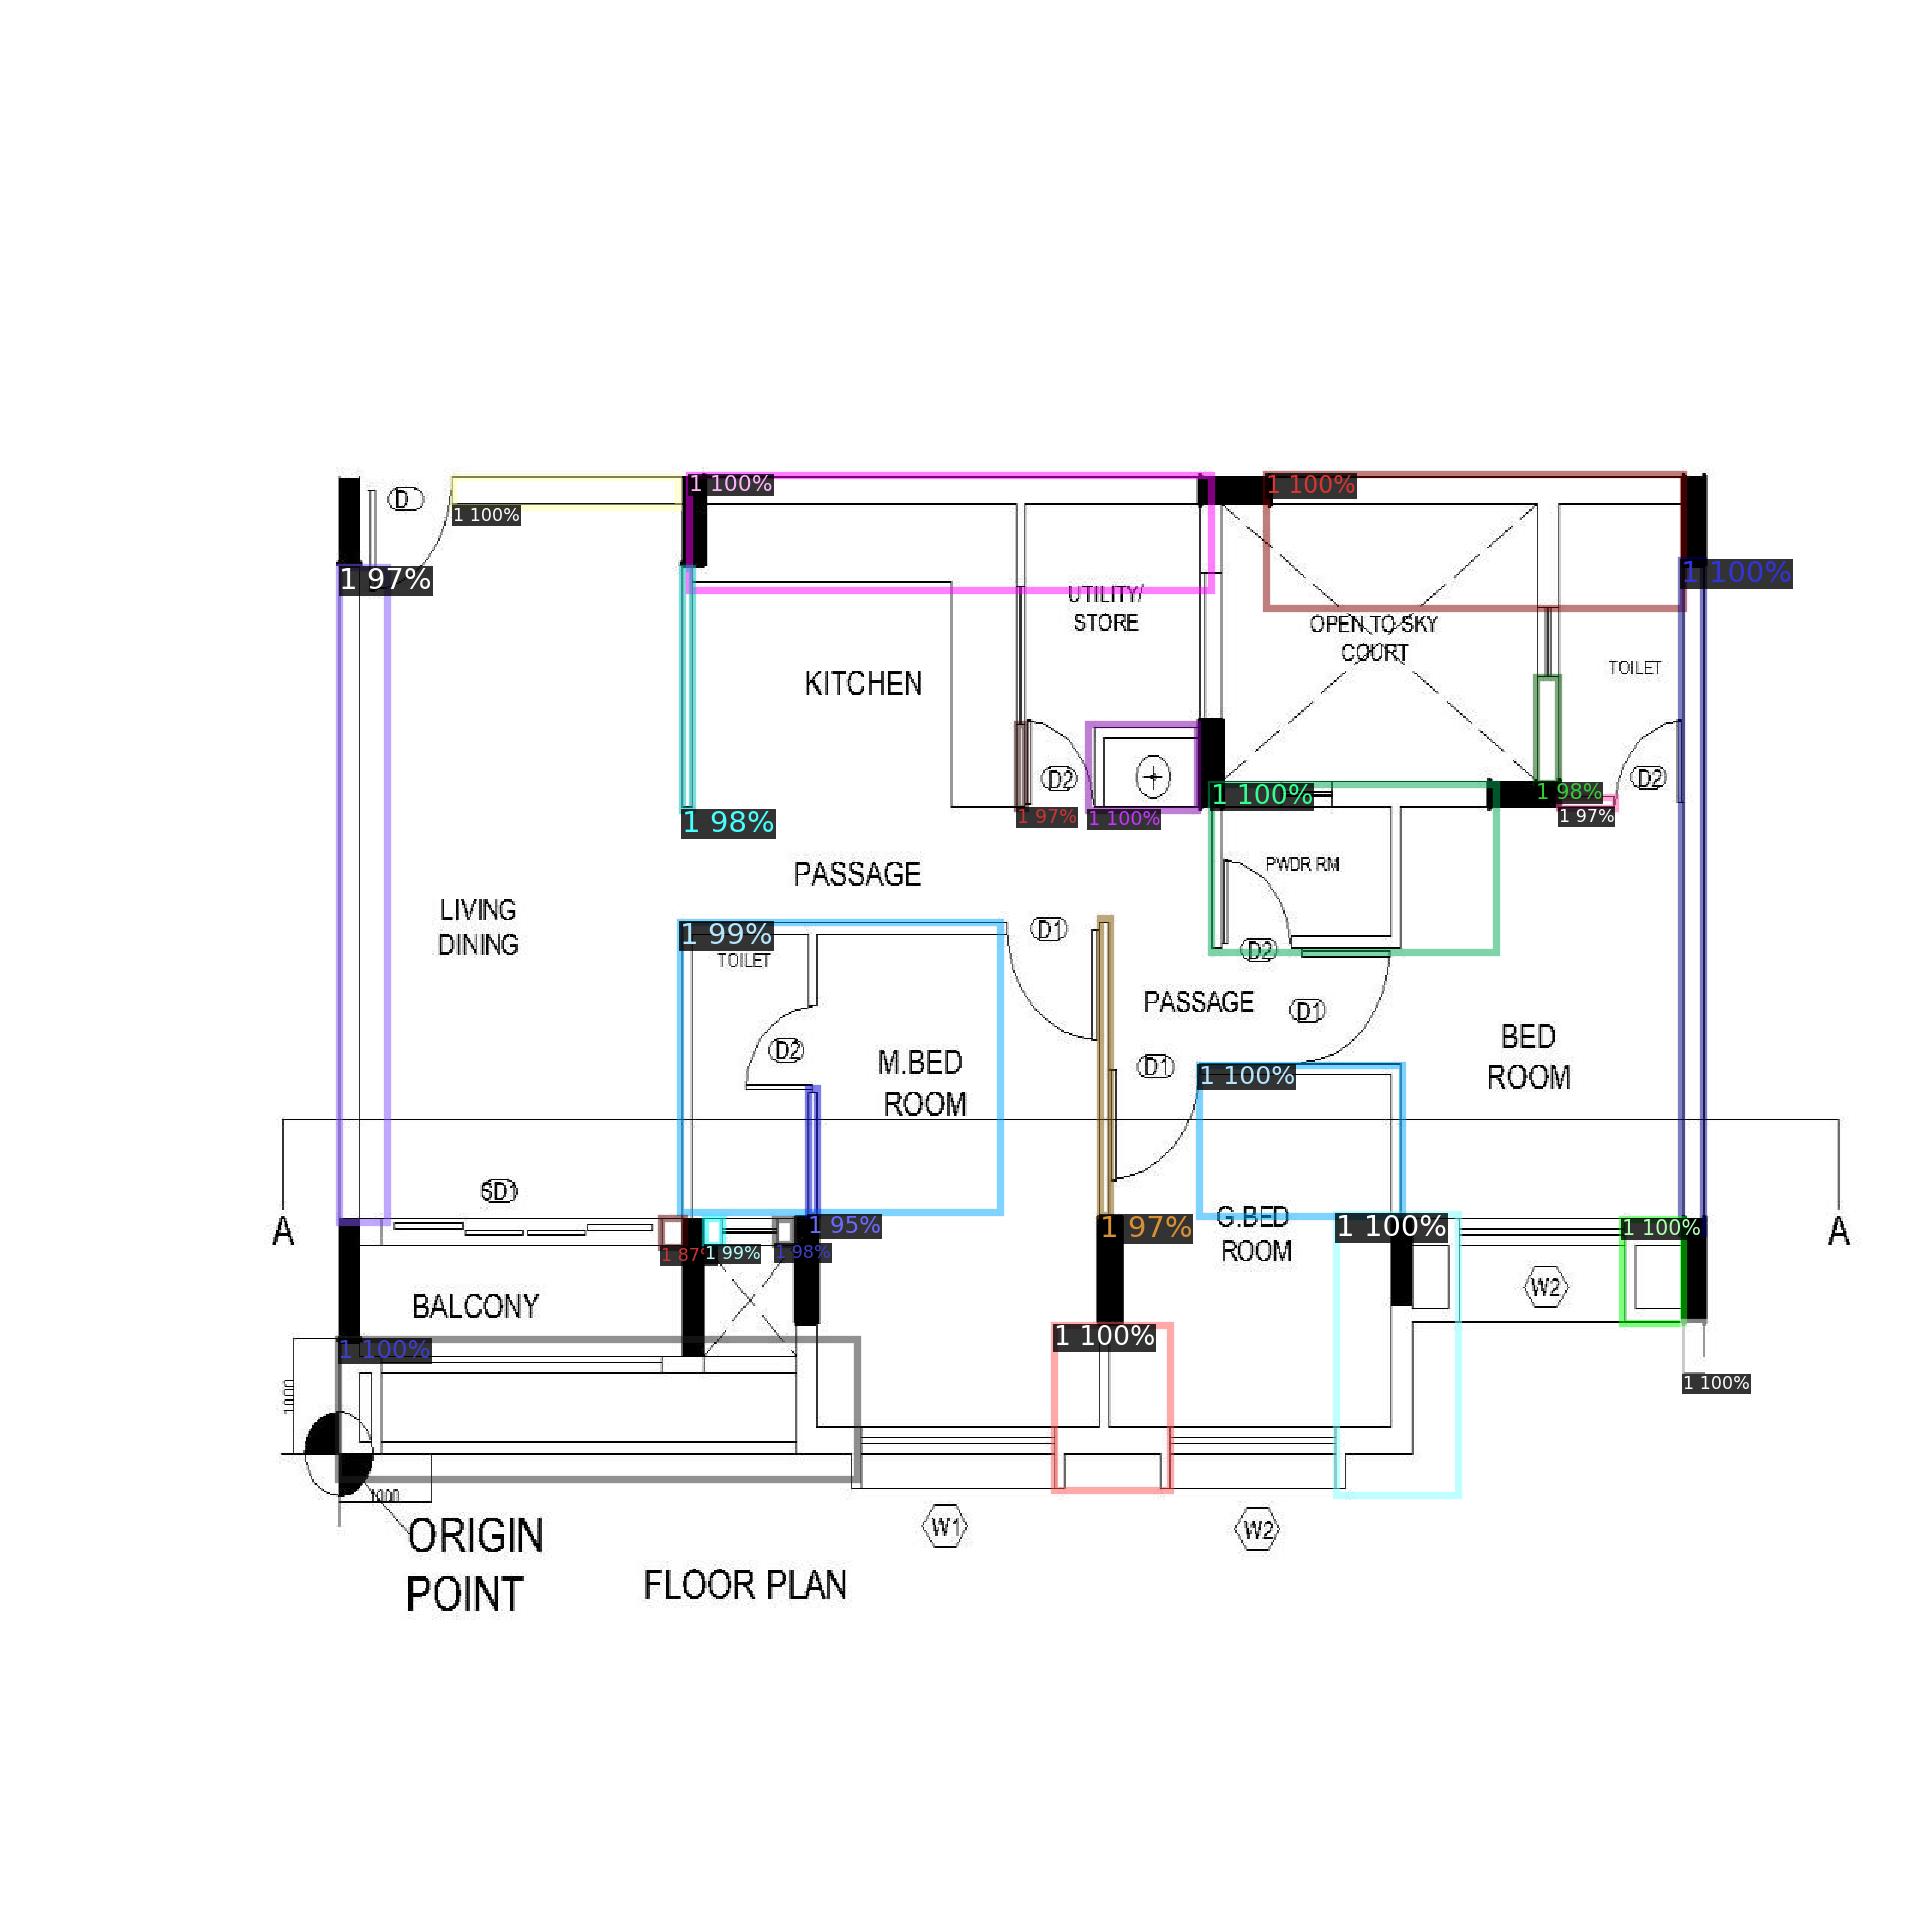 1 100%
1 100%
1 100%
D
1 100%
1 97%
1 100%
UTILITY/
STORE
OPEN TO SKY
COURT
TOILET
KITCHEN
D2
D2
1 98%
1 97%
1 100%
1 100%
1 98%
1 97%
PWDR RM
PASSAGE
LIVING
DINING
1 99%
TOILET
D1
D2
PASSAGE
D1
BED
ROOM
D2
M.BED
ROOM
D1
1 100%
SD1
A
G.BED
ROOM
A
1 95%
1 97%
1 100%
1 100%
1 99%
1 98%
W2
BALCONY
1 100%
1 100%
1 100%
1000
1000
ORIGIN
POINT
W1
W2
FLOOR PLAN